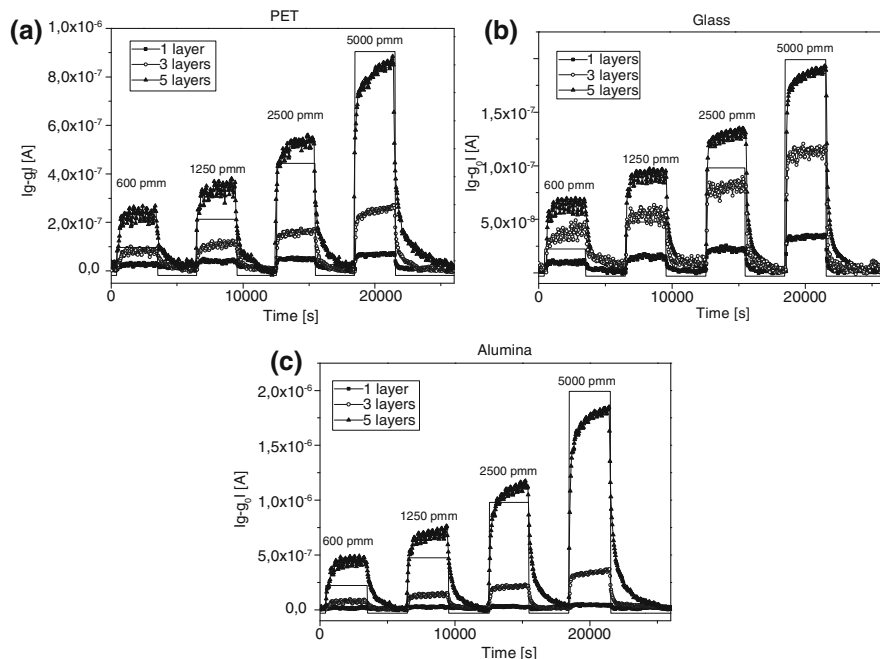 (a)
PET
1,0x10-6
8,0x10-7
6,0x10-7
4,0x10-7
2,0x10-7
0,0
1 layer
3 layers
5 layers
600 pmm
1250 pmm
2500 pmm
5000 pmm
0
10000
20000
Time [s]
(b)
Glass
|g-g0| [A]
1,5x10-7
1,0x10-7
5,0x10-8
1 layers
3 layers
5 layers
600 pmm
1250 pmm
2500 pmm
5000 pmm
0
10000
20000
Time [s]
(c)
Alumina
|g-g0| [A]
2,0x10-6
1,5x10-6
1,0x10-6
5,0x10-7
0,0
1 layer
3 layers
5 layers
600 pmm
1250 pmm
2500 pmm
5000 pmm
0
10000
20000
Time [s]